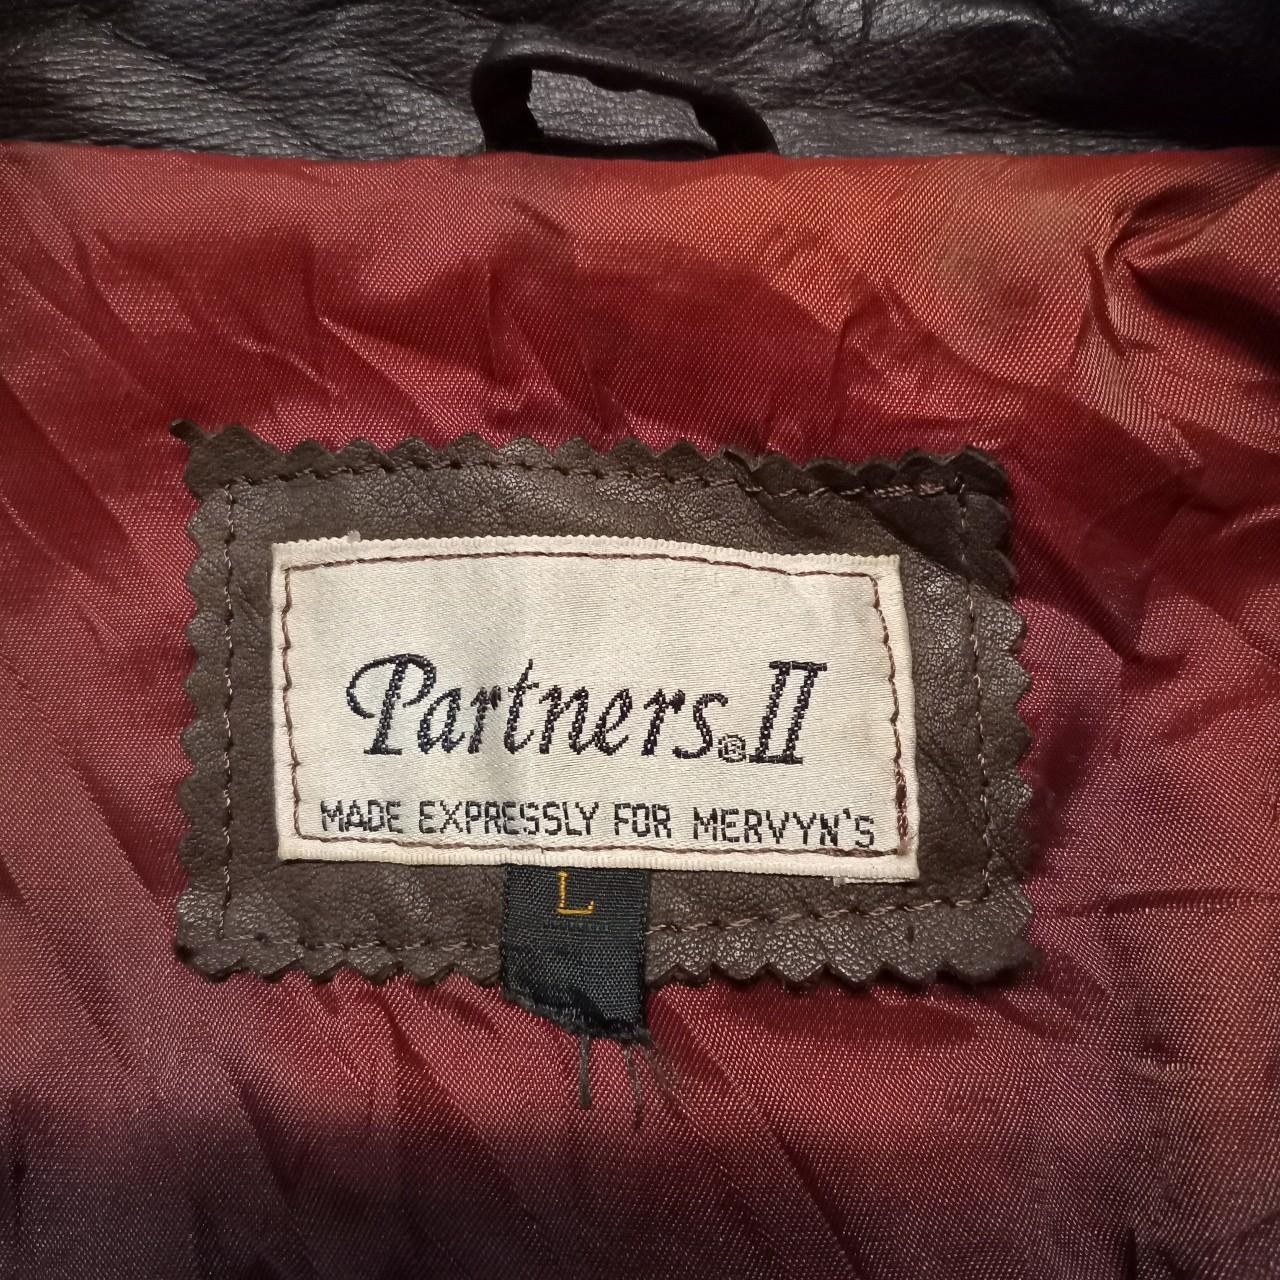 Partners® II
MADE EXPRESSLY FOR MERVYN'S
L